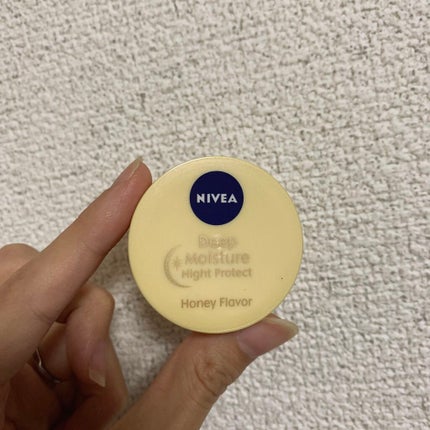 NIVEA
Deep
Moisture
Night Protect
Honey Flavor